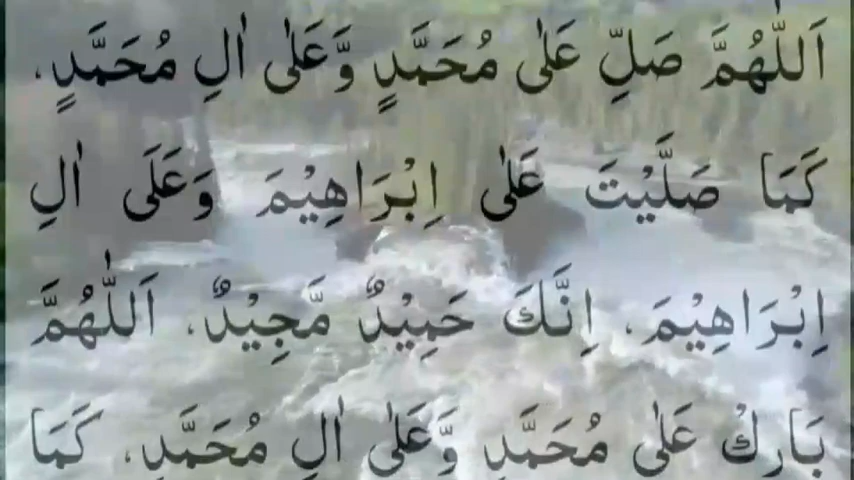 اَللّٰهُمَّ صَلِّ عَلٰى مُحَمَّدٍ وَّعَلٰى اٰلِ مُحَمَّدٍ،
كَمَا صَلَّيْتَ عَلٰى اِبْرَاهِيْمَ وَعَلَى اٰلِ
اِبْرَاهِيْمَ، اِنَّكَ حَمِيْدٌ مَّجِيْدٌ، اَللّٰهُمَّ
بَارِكْ عَلٰى مُحَمَّدٍ وَّعَلٰى اٰلِ مُحَمَّدٍ، كَمَا